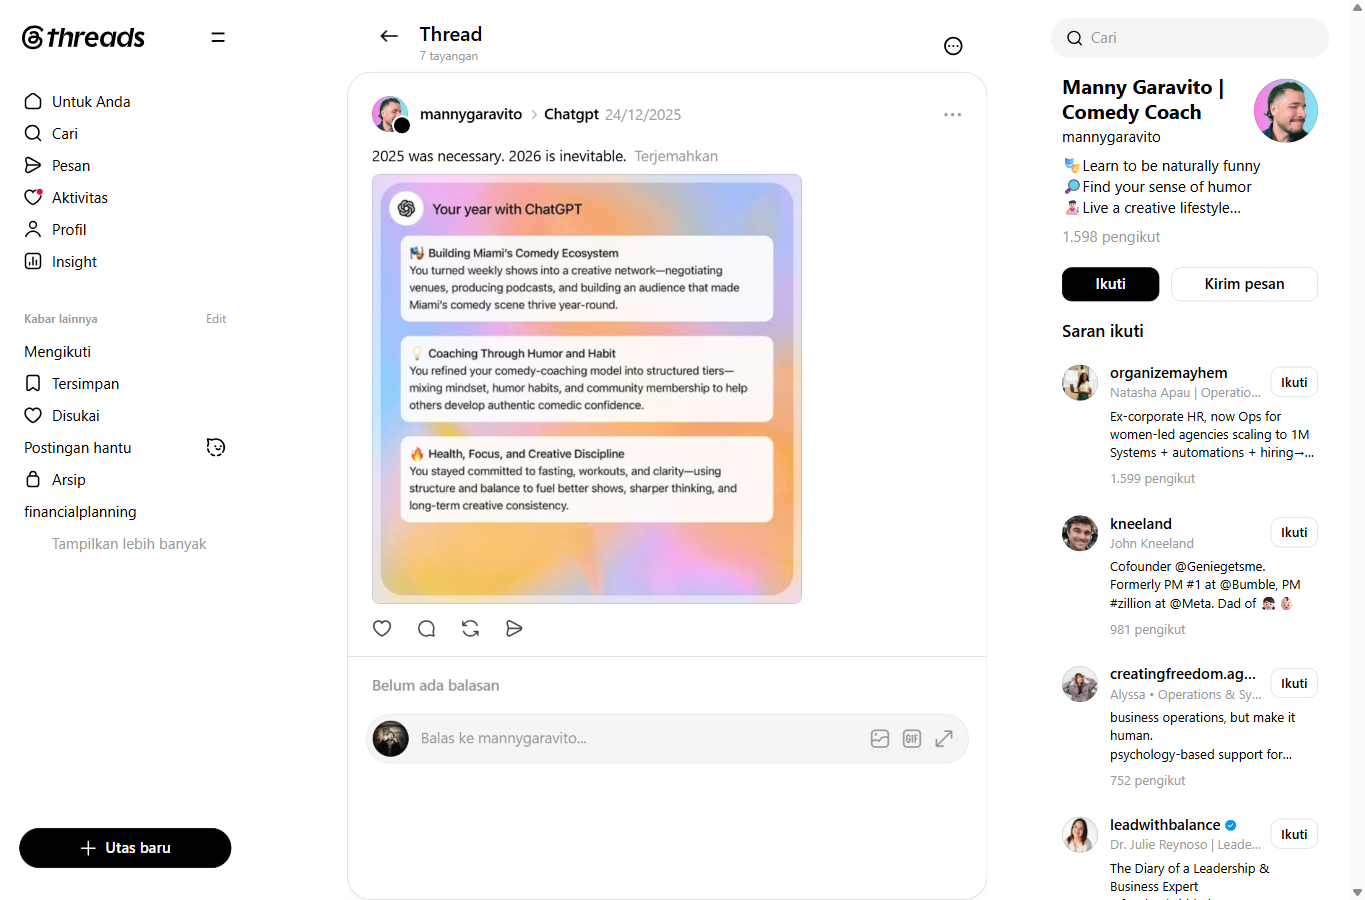 threads
Untuk Anda
Cari
Pesan
Aktivitas
Profil
Insight
Kabar lainnya
Edit
Mengikuti
Tersimpan
Disukai
Postingan hantu
Arsip
financialplanning
Tampilkan lebih banyak
Utas baru
Thread
7 tayangan
mannygaravito > Chatgpt 24/12/2025
2025 was necessary. 2026 is inevitable. Terjemahkan
Your year with ChatGPT
Building Miami's Comedy Ecosystem
You turned weekly shows into a creative network—negotiating
venues, producing podcasts, and building an audience that made
Miami's comedy scene thrive year-round.
Coaching Through Humor and Habit
You refined your comedy-coaching model into structured tiers—
mixing mindset, humor habits, and community membership to help
others develop authentic comedic confidence.
Health, Focus, and Creative Discipline
You stayed committed to fasting, workouts, and clarity—using
structure and balance to fuel better shows, sharper thinking, and
long-term creative consistency.
Belum ada balasan
Balas ke mannygaravito...
GIF
Cari
Manny Garavito |
Comedy Coach
mannygaravito
🎭Learn to be naturally funny
🔎Find your sense of humor
Live a creative lifestyle...
1.598 pengikut
Ikuti
Kirim pesan
Saran ikuti
organizemayhem
Natasha Apau | Operatio...
Ikuti
Ex-corporate HR, now Ops for
women-led agencies scaling to 1M
Systems + automations + hiring→...
1.599 pengikut
kneeland
John Kneeland
Ikuti
Cofounder @Geniegetsme.
Formerly PM #1 at @Bumble, PM
#zillion at @Meta. Dad of
981 pengikut
creatingfreedom.ag...
Alyssa • Operations & Sy...
Ikuti
business operations, but make it
human.
psychology-based support for...
752 pengikut
leadwithbalance
Dr. Julie Reynoso | Leade...
Ikuti
The Diary of a Leadership &
Business Expert